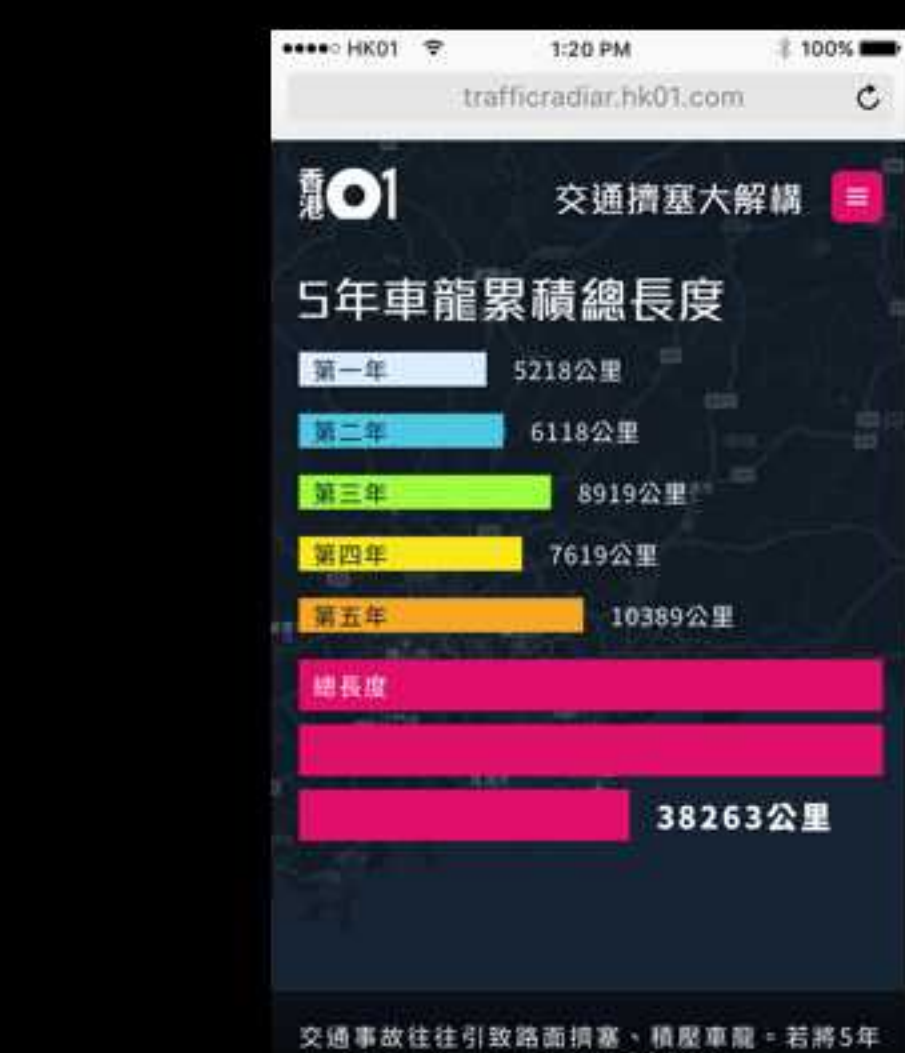 HK01 1:20 PM 100%
trafficradiar.hk01.com
香港01 交通擠塞大解構
5年車龍累積總長度
第一年 5218公里
第二年 6118公里
第三年 8919公里
第四年 7619公里
第五年 10389公里
總長度
38263公里
交通事故往往引致路面擠塞、積壓車龍。若將5年